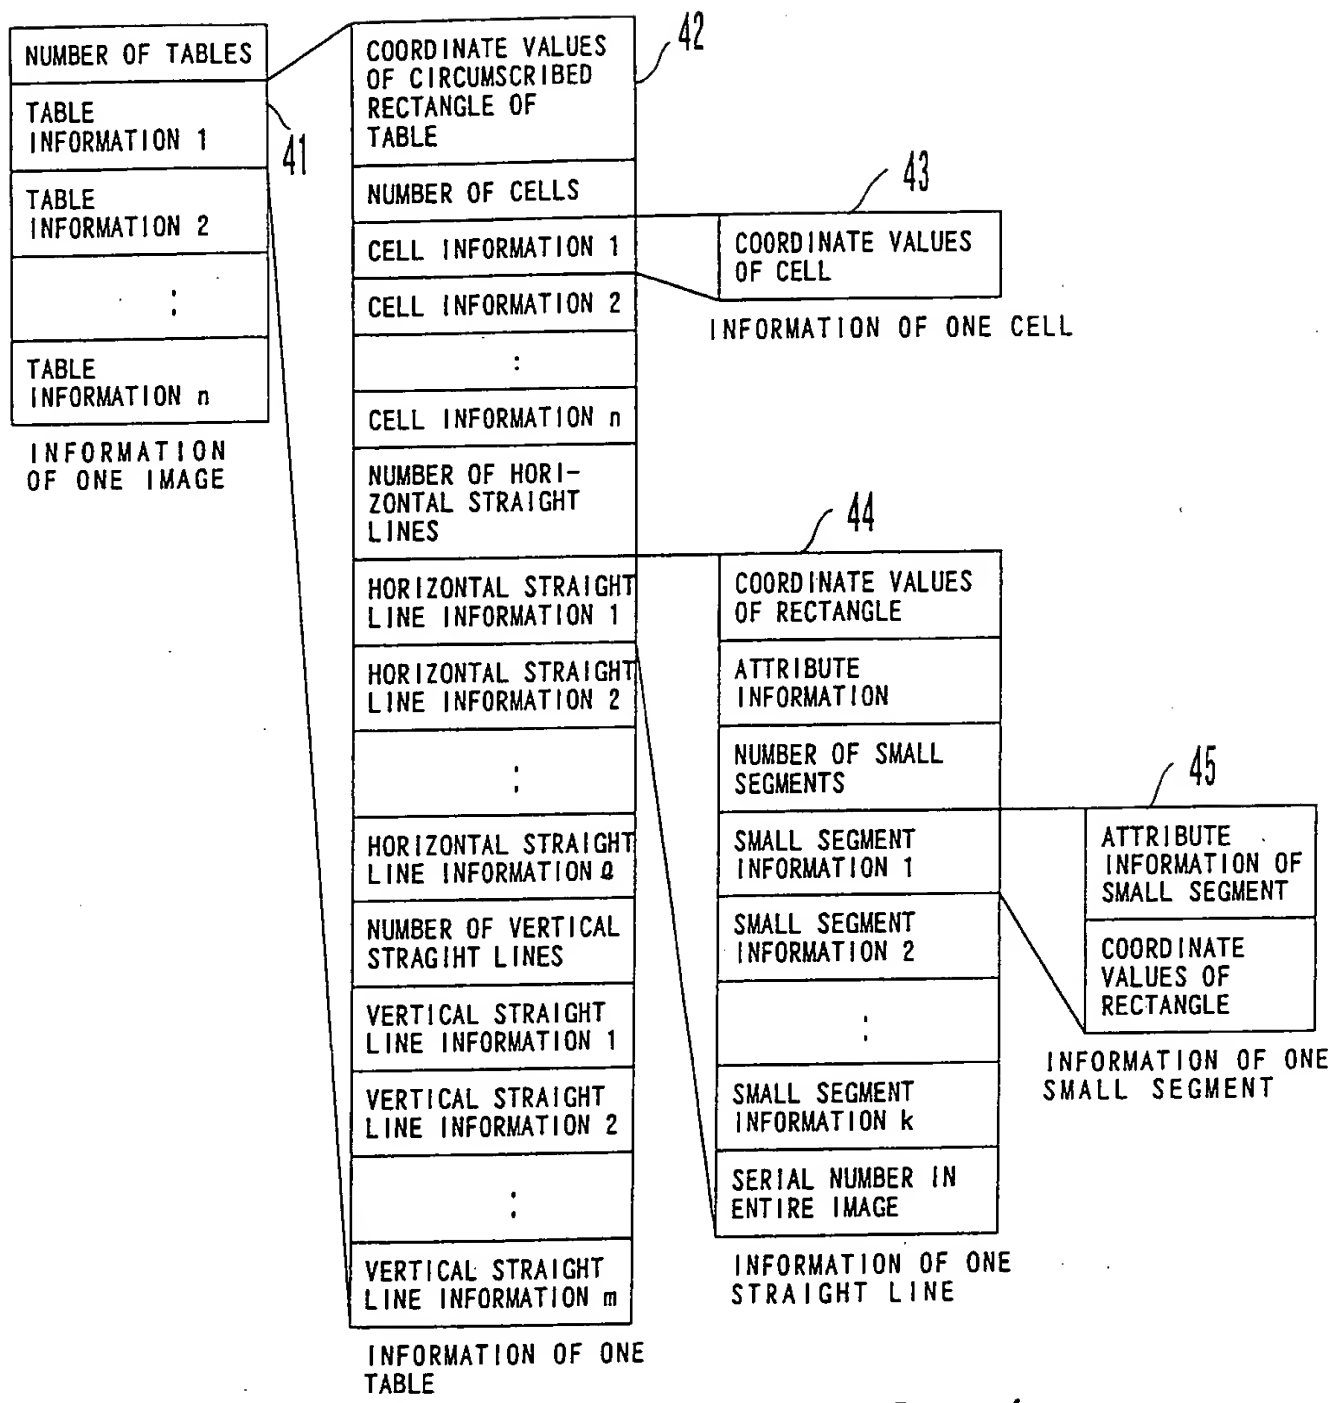 NUMBER OF TABLES
TABLE
INFORMATION 1
TABLE
INFORMATION 2
:
TABLE
INFORMATION n
INFORMATION
OF ONE IMAGE
41
42
COORDINATE VALUES
OF CIRCUMSCRIBED
RECTANGLE OF
TABLE
NUMBER OF CELLS
CELL INFORMATION 1
CELL INFORMATION 2
:
CELL INFORMATION n
NUMBER OF HORI-
ZONTAL STRAIGHT
LINES
HORIZONTAL STRAIGHT
LINE INFORMATION 1
HORIZONTAL STRAIGHT
LINE INFORMATION 2
:
HORIZONTAL STRAIGHT
LINE INFORMATION ℓ
NUMBER OF VERTICAL
STRAGIHT LINES
VERTICAL STRAIGHT
LINE INFORMATION 1
VERTICAL STRAIGHT
LINE INFORMATION 2
:
VERTICAL STRAIGHT
LINE INFORMATION m
INFORMATION OF ONE
TABLE
43
COORDINATE VALUES
OF CELL
INFORMATION OF ONE CELL
44
COORDINATE VALUES
OF RECTANGLE
ATTRIBUTE
INFORMATION
NUMBER OF SMALL
SEGMENTS
SMALL SEGMENT
INFORMATION 1
SMALL SEGMENT
INFORMATION 2
:
SMALL SEGMENT
INFORMATION k
SERIAL NUMBER IN
ENTIRE IMAGE
INFORMATION OF ONE
STRAIGHT LINE
45
ATTRIBUTE
INFORMATION OF
SMALL SEGMENT
COORDINATE
VALUES OF
RECTANGLE
INFORMATION OF ONE
SMALL SEGMENT